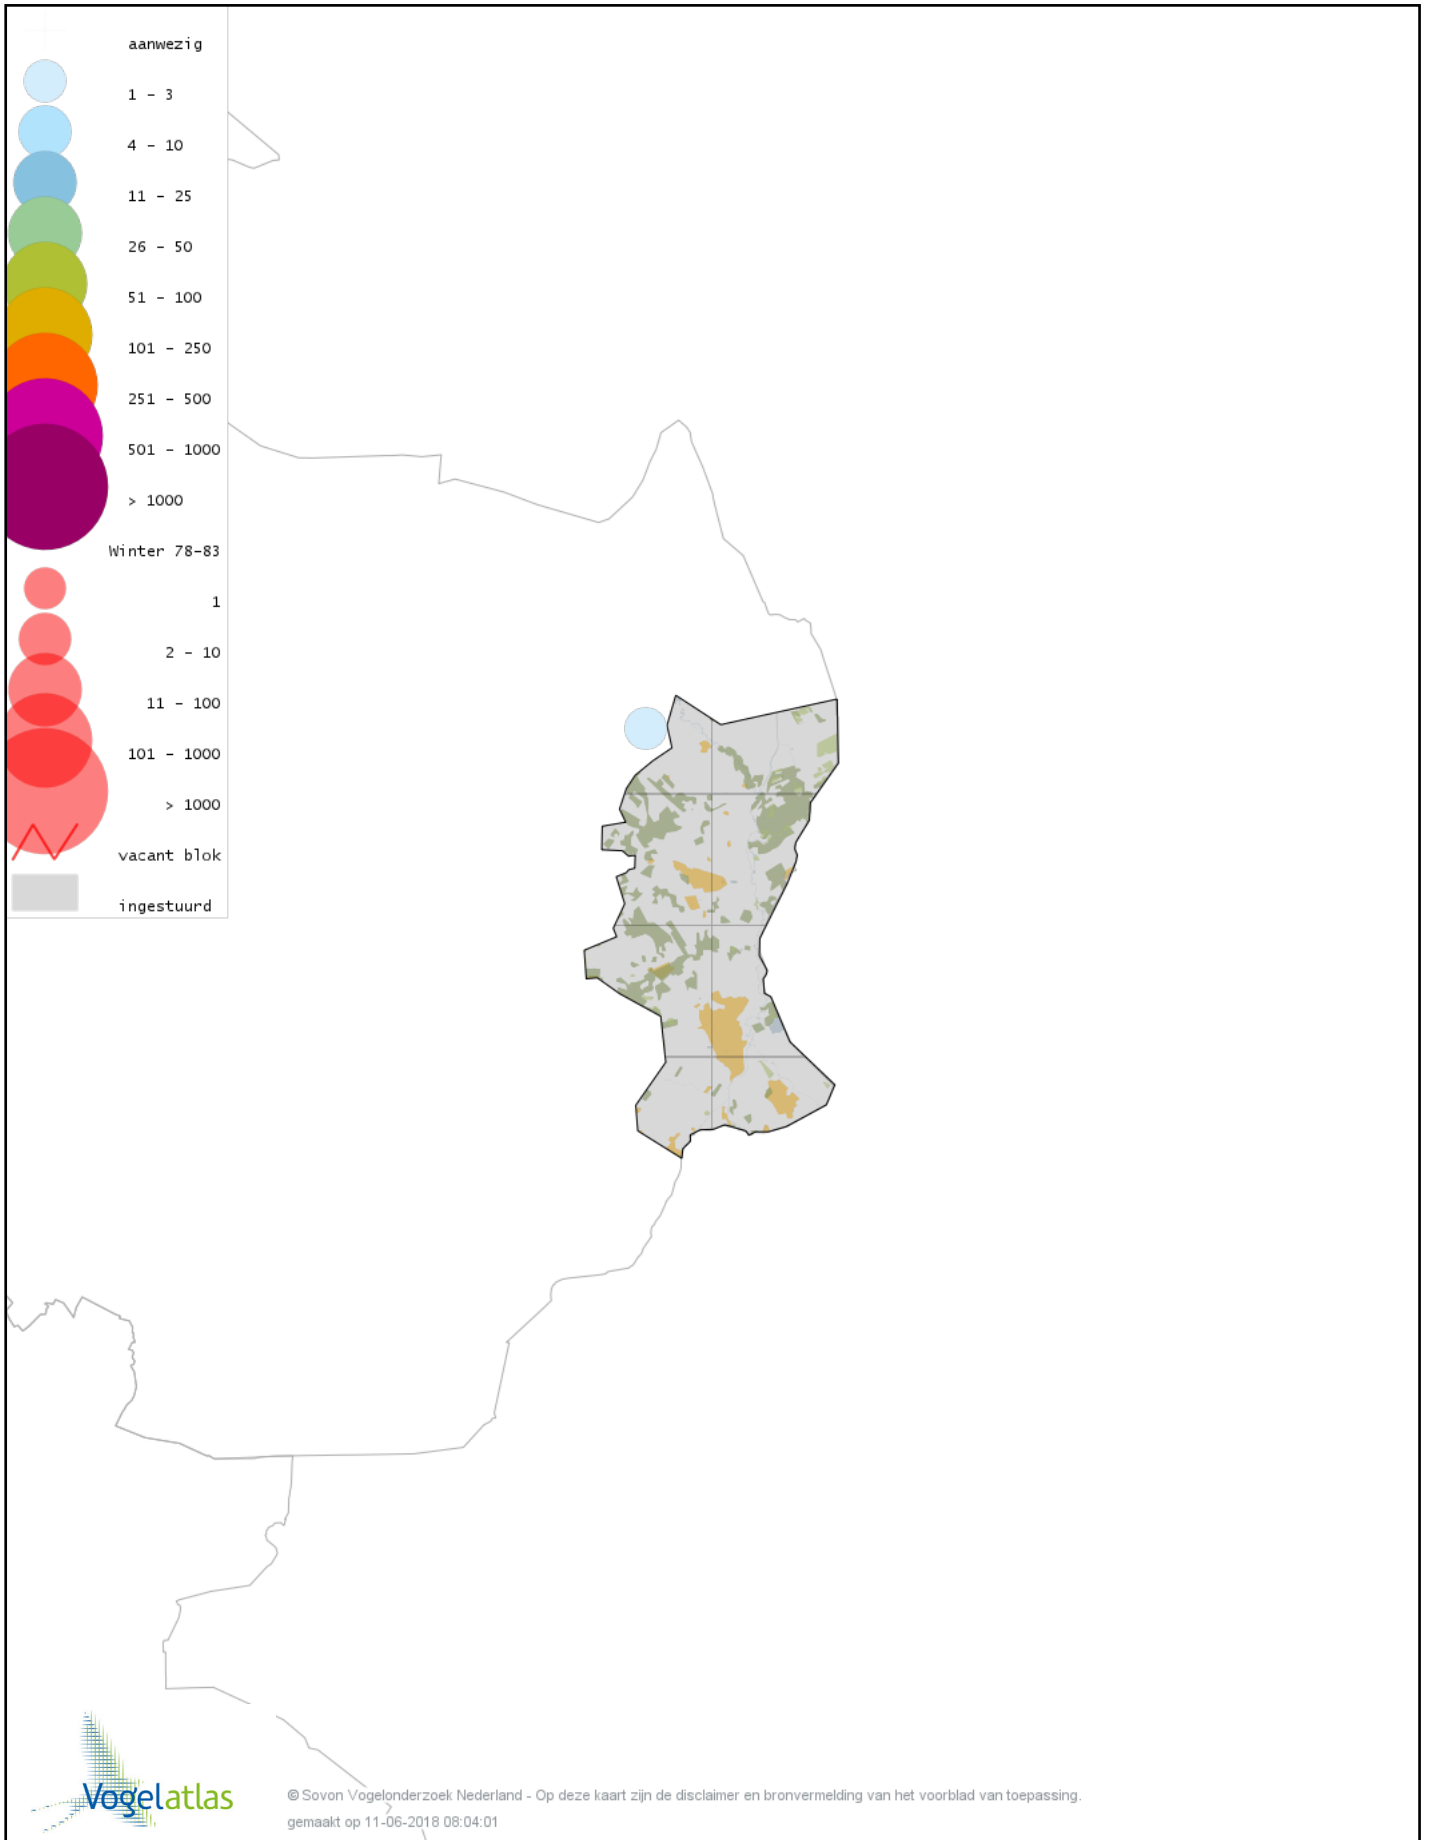 aanwezig
1 - 3
4 - 10
11 - 25
26 - 50
51 - 100
101 - 250
251 - 500
501 - 1000
> 1000
Winter 78-83
1
2 - 10
11 - 100
101 - 1000
> 1000
vacant blok
ingestuurd
Vogelatlas
© Sovon Vogelonderzoek Nederland - Op deze kaart zijn de disclaimer en bronvermelding van het voorblad van toepassing.
gemaakt op 11-06-2018 08:04:01